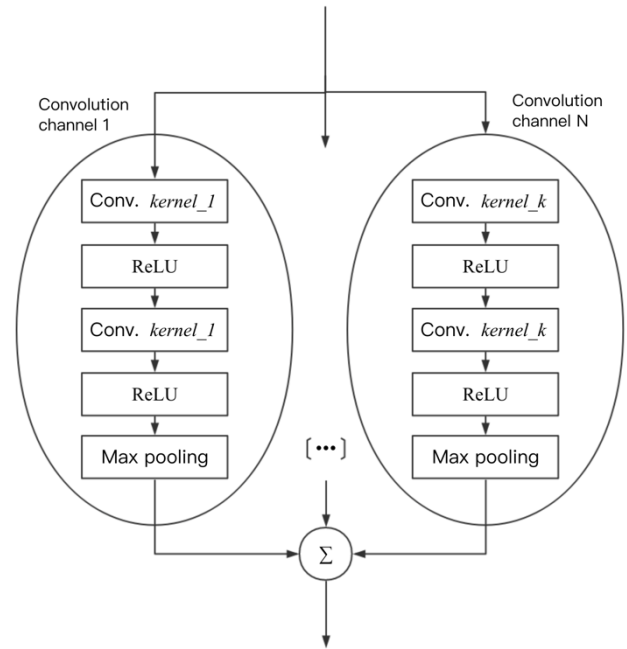 Convolution
channel 1
Convolution
channel N
Conv. kernel_1
ReLU
Conv. kernel_1
ReLU
Max pooling
[•••]
Conv. kernel_k
ReLU
Conv. kernel_k
ReLU
Max pooling
Σ